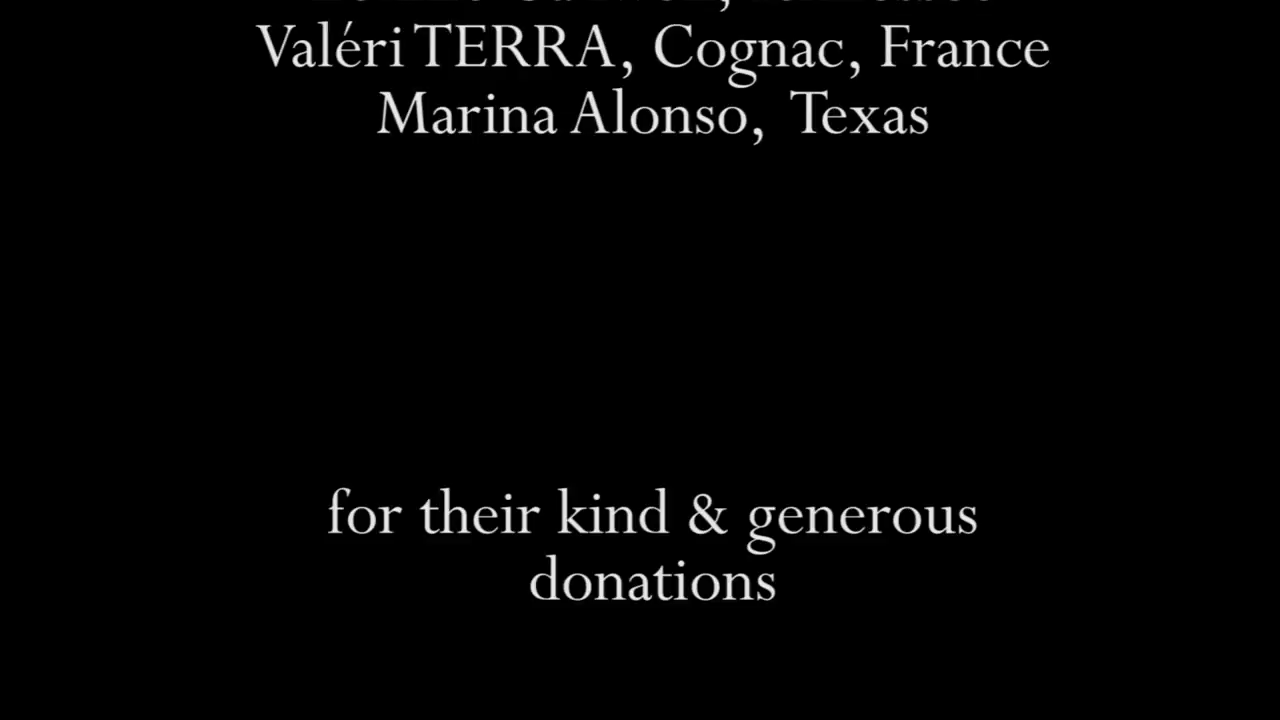 Valéri TERRA, Cognac, France
Marina Alonso, Texas
for their kind & generous
donations